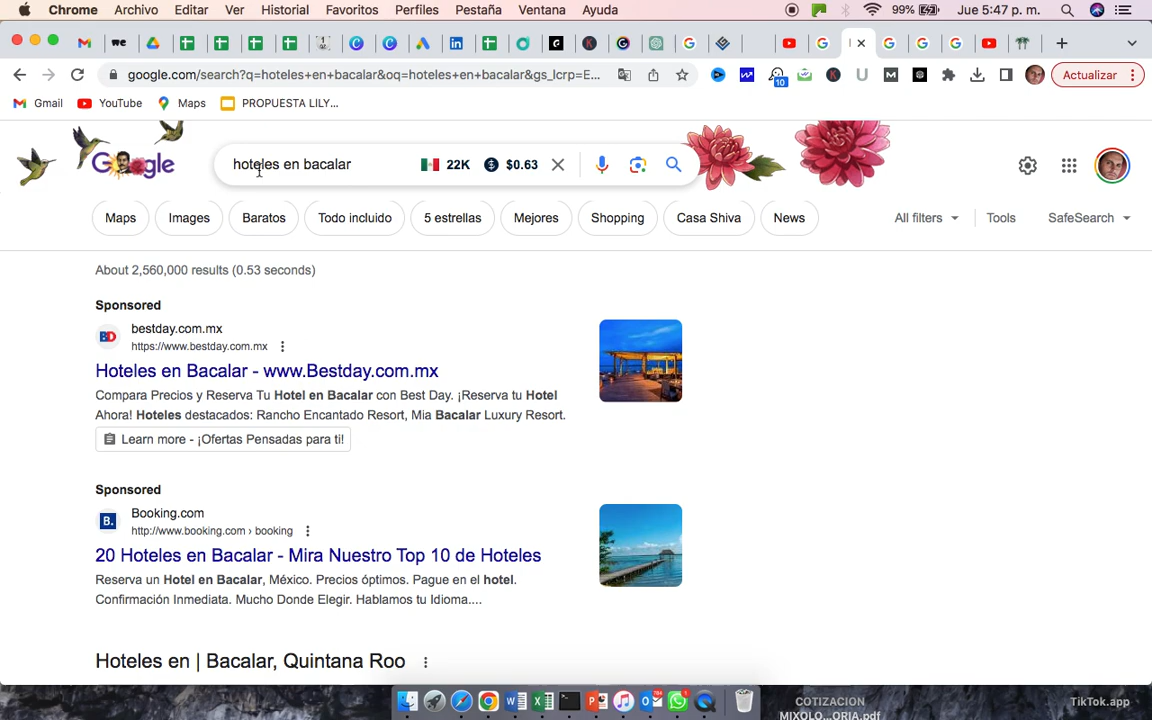 Chrome Archivo Editar Ver Historial Favoritos Perfiles Pestaña Ventana Ayuda 99% Jue 5:47 p. m.
google.com/search?q=hoteles+en+bacalar&oq=hoteles+en+bacalar&gs_lcrp=E... 10 Actualizar
Gmail YouTube Maps PROPUESTA LILY...
Google hoteles en bacalar 22K $0.63
Maps Images Baratos Todo incluido 5 estrellas Mejores Shopping Casa Shiva News All filters Tools SafeSearch
About 2,560,000 results (0.53 seconds)
Sponsored
BD bestday.com.mx
https://www.bestday.com.mx
Hoteles en Bacalar - www.Bestday.com.mx
Compara Precios y Reserva Tu Hotel en Bacalar con Best Day. ¡Reserva tu Hotel
Ahora! Hoteles destacados: Rancho Encantado Resort, Mia Bacalar Luxury Resort.
Learn more - ¡Ofertas Pensadas para ti!
Sponsored
B. Booking.com
http://www.booking.com › booking
20 Hoteles en Bacalar - Mira Nuestro Top 10 de Hoteles
Reserva un Hotel en Bacalar, México. Precios óptimos. Pague en el hotel.
Confirmación Inmediata. Mucho Donde Elegir. Hablamos tu Idioma....
Hoteles en | Bacalar, Quintana Roo
COTIZACION
MIXOLO...ORIA.pdf
TikTok.app